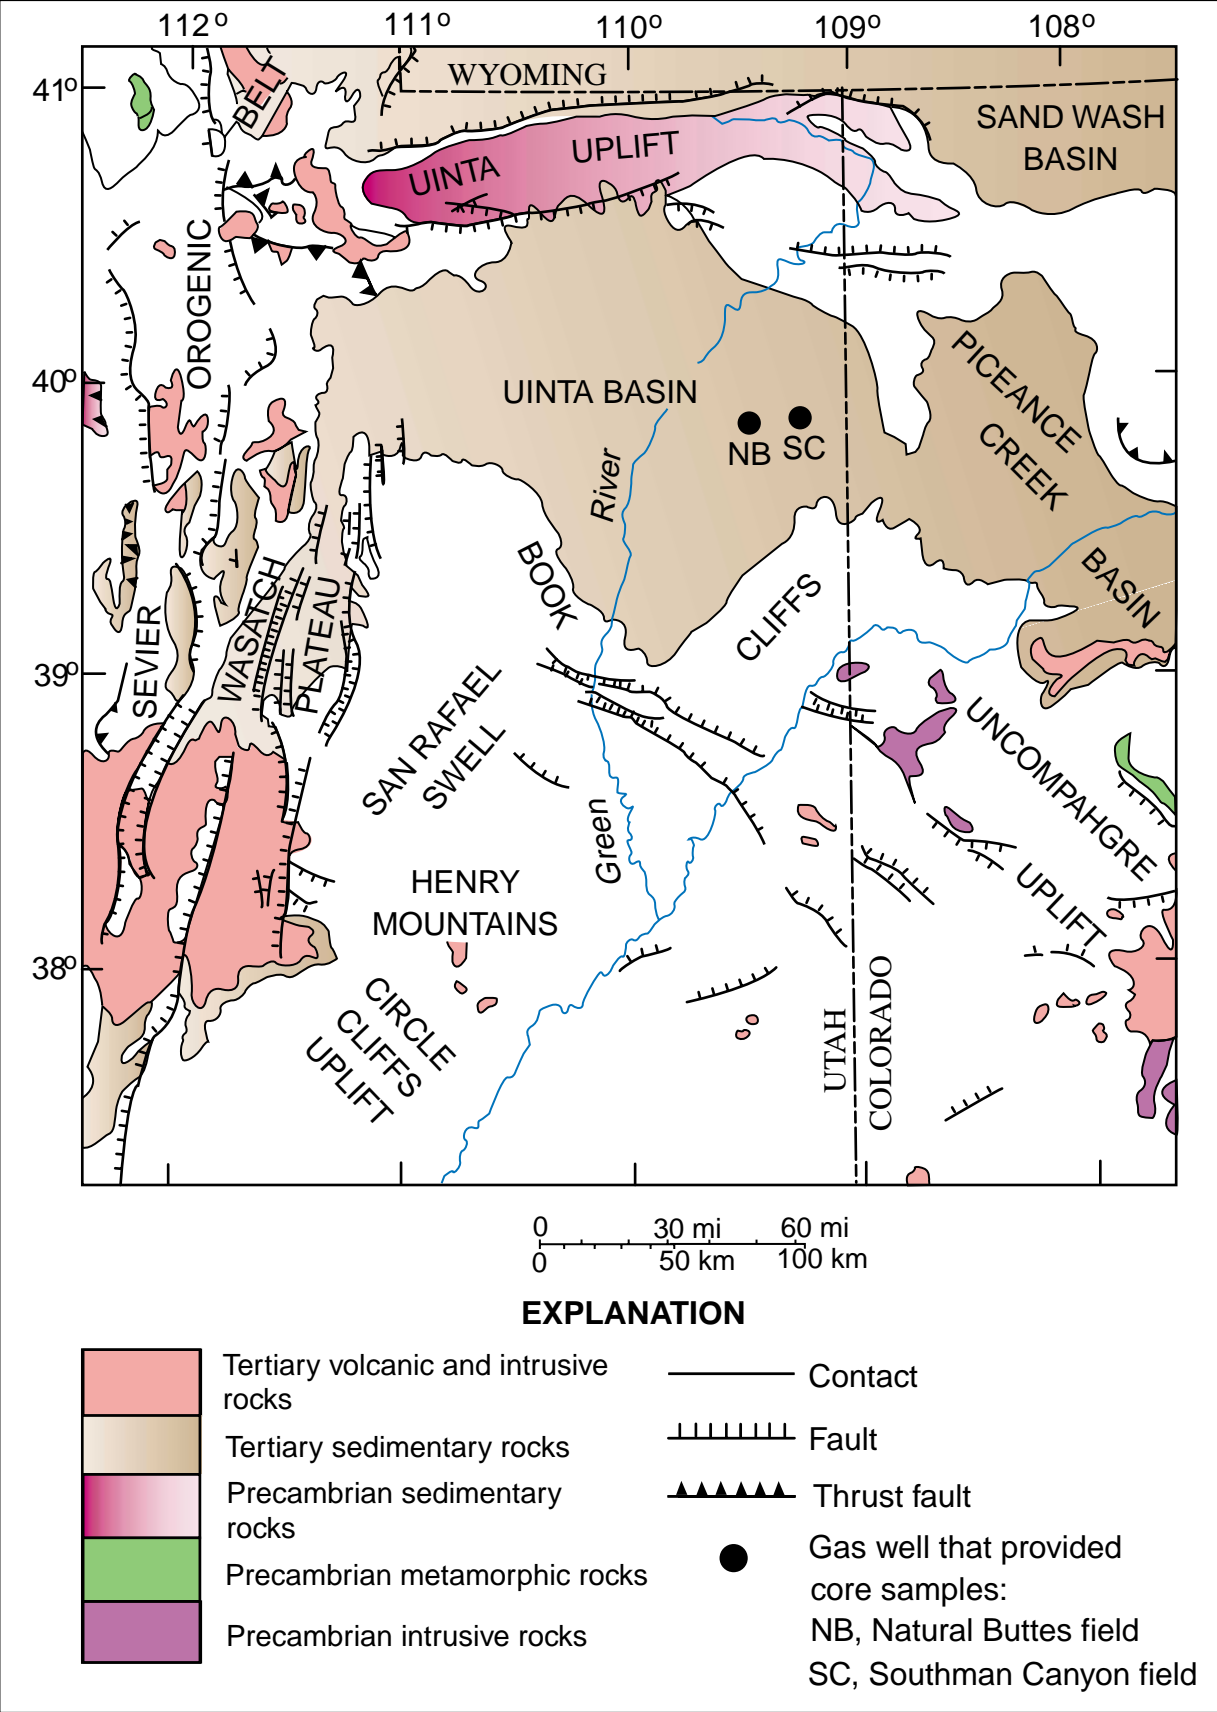 112° 111° 110° 109° 108°
41°
40°
39°
38°
WYOMING
BELT
SAND WASH
BASIN
UINTA UPLIFT
OROGENIC
SEVIER
UINTA BASIN
NB SC
PICEANCE
CREEK
BASIN
River
BOOK
CLIFFS
WASATCH
PLATEAU
SAN RAFAEL
SWELL
Green
UNCOMPAHGRE
UPLIFT
HENRY
MOUNTAINS
CIRCLE
CLIFFS
UPLIFT
UTAH
COLORADO
0 30 mi 60 mi
0 50 km 100 km
EXPLANATION
Tertiary volcanic and intrusive
rocks
Tertiary sedimentary rocks
Precambrian sedimentary
rocks
Precambrian metamorphic rocks
Precambrian intrusive rocks
Contact
Fault
Thrust fault
Gas well that provided
core samples:
NB, Natural Buttes field
SC, Southman Canyon field